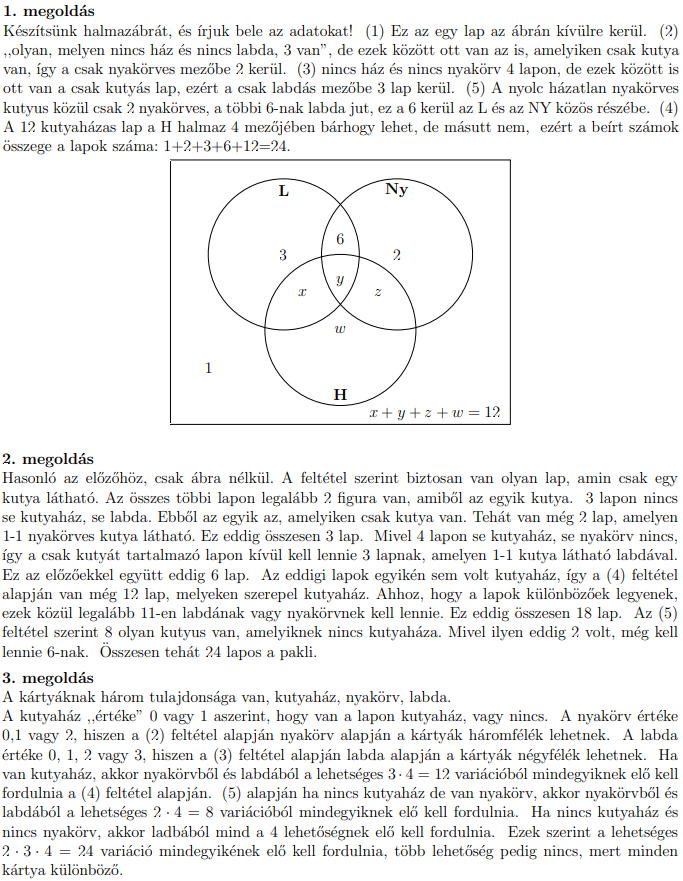 1. megoldás
Készítsünk halmazábrát, és írjuk bele az adatokat! (1) Ez az egy lap az ábrán kívülre kerül. (2)
,,olyan, melyen nincs ház és nincs labda, 3 van", de ezek között ott van az is, amelyiken csak kutya
van, így a csak nyakörves mezőbe 2 kerül. (3) nincs ház és nincs nyakörv 4 lapon, de ezek között is
ott van a csak kutyás lap, ezért a csak labdás mezőbe 3 lap kerül. (5) A nyolc házatlan nyakörves
kutyus közül csak 2 nyakörves, a többi 6-nak labda jut, ez a 6 kerül az L és az NY közös részébe. (4)
A 12 kutyaházas lap a H halmaz 4 mezőjében bárhogy lehet, de másutt nem, ezért a beírt számok
összege a lapok száma: 1+2+3+6+12=24.
L
Ny
6
3
2
y
x
z
w
1
H
x + y + z + w = 12
2. megoldás
Hasonló az előzőhöz, csak ábra nélkül. A feltétel szerint biztosan van olyan lap, amin csak egy
kutya látható. Az összes többi lapon legalább 2 figura van, amiből az egyik kutya. 3 lapon nincs
se kutyaház, se labda. Ebből az egyik az, amelyiken csak kutya van. Tehát van még 2 lap, amelyen
1-1 nyakörves kutya látható. Ez eddig összesen 3 lap. Mivel 4 lapon se kutyaház, se nyakörv nincs,
így a csak kutyát tartalmazó lapon kívül kell lennie 3 lapnak, amelyen 1-1 kutya látható labdával.
Ez az előzőekkel együtt eddig 6 lap. Az eddigi lapok egyikén sem volt kutyaház, így a (4) feltétel
alapján van még 12 lap, melyeken szerepel kutyaház. Ahhoz, hogy a lapok különbözőek legyenek,
ezek közül legalább 11-en labdának vagy nyakörvnek kell lennie. Ez eddig összesen 18 lap. Az (5)
feltétel szerint 8 olyan kutyus van, amelyiknek nincs kutyaháza. Mivel ilyen eddig 2 volt, még kell
lennie 6-nak. Összesen tehát 24 lapos a pakli.
3. megoldás
A kártyáknak három tulajdonsága van, kutyaház, nyakörv, labda.
A kutyaház ,,értéke" 0 vagy 1 aszerint, hogy van a lapon kutyaház, vagy nincs. A nyakörv értéke
0,1 vagy 2, hiszen a (2) feltétel alapján nyakörv alapján a kártyák háromfélék lehetnek. A labda
értéke 0, 1, 2 vagy 3, hiszen a (3) feltétel alapján labda alapján a kártyák négyfélék lehetnek. Ha
van kutyaház, akkor nyakörvből és labdából a lehetséges 3 · 4 = 12 variációból mindegyiknek elő kell
fordulnia a (4) feltétel alapján. (5) alapján ha nincs kutyaház de van nyakörv, akkor nyakörvből és
labdából a lehetséges 2 · 4 = 8 variációból mindegyiknek elő kell fordulnia. Ha nincs kutyaház és
nincs nyakörv, akkor ladbából mind a 4 lehetőségnek elő kell fordulnia. Ezek szerint a lehetséges
2 · 3 · 4 = 24 variáció mindegyikének elő kell fordulnia, több lehetőség pedig nincs, mert minden
kártya különböző.